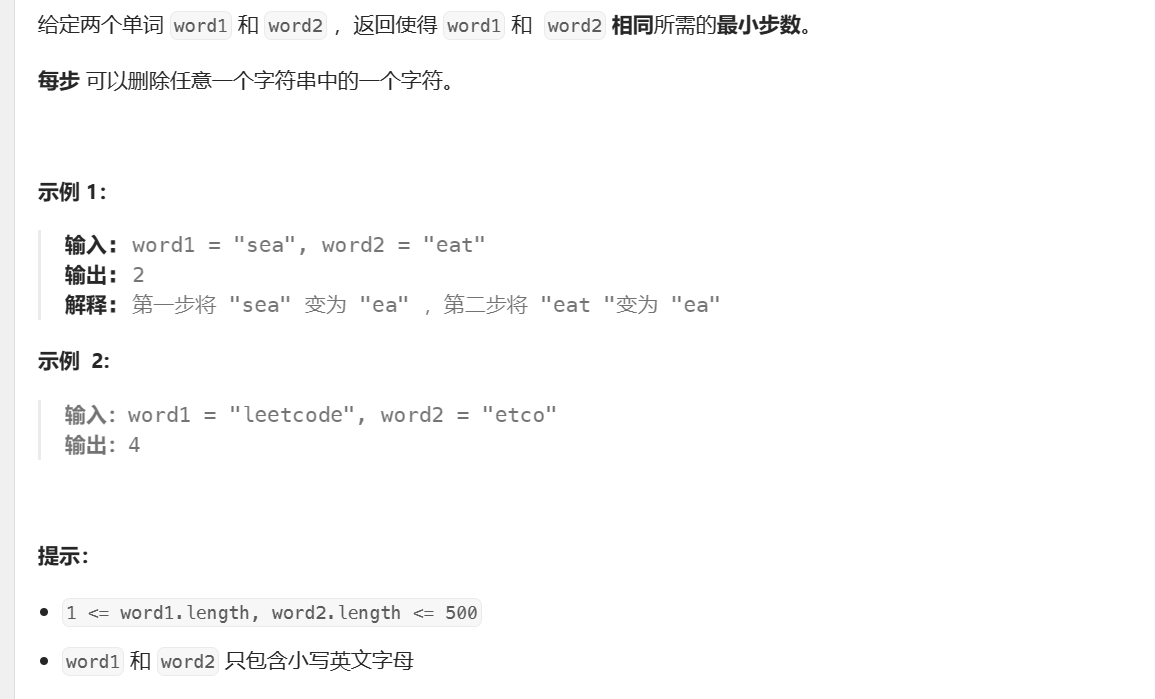 给定两个单词 word1 和 word2 ，返回使得 word1 和 word2 相同所需的最小步数。
每步 可以删除任意一个字符串中的一个字符。
示例 1：
输入: word1 = "sea", word2 = "eat"
输出: 2
解释: 第一步将 "sea" 变为 "ea" ，第二步将 "eat "变为 "ea"
示例  2:
输入：word1 = "leetcode", word2 = "etco"
输出：4
提示：
• 1 <= word1.length, word2.length <= 500
• word1 和 word2 只包含小写英文字母